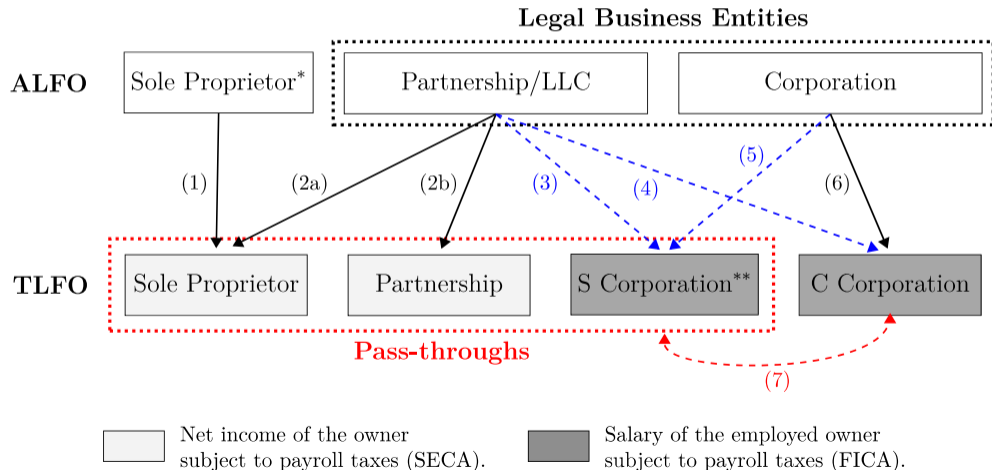 Legal Business Entities
ALFO
Sole Proprietor*
Partnership/LLC
Corporation
(1)
(2a)
(2b)
(3)
(4)
(5)
(6)
TLFO
Sole Proprietor
Partnership
S Corporation**
C Corporation
Pass-throughs
(7)
Net income of the owner
subject to payroll taxes (SECA).
Salary of the employed owner
subject to payroll taxes (FICA).